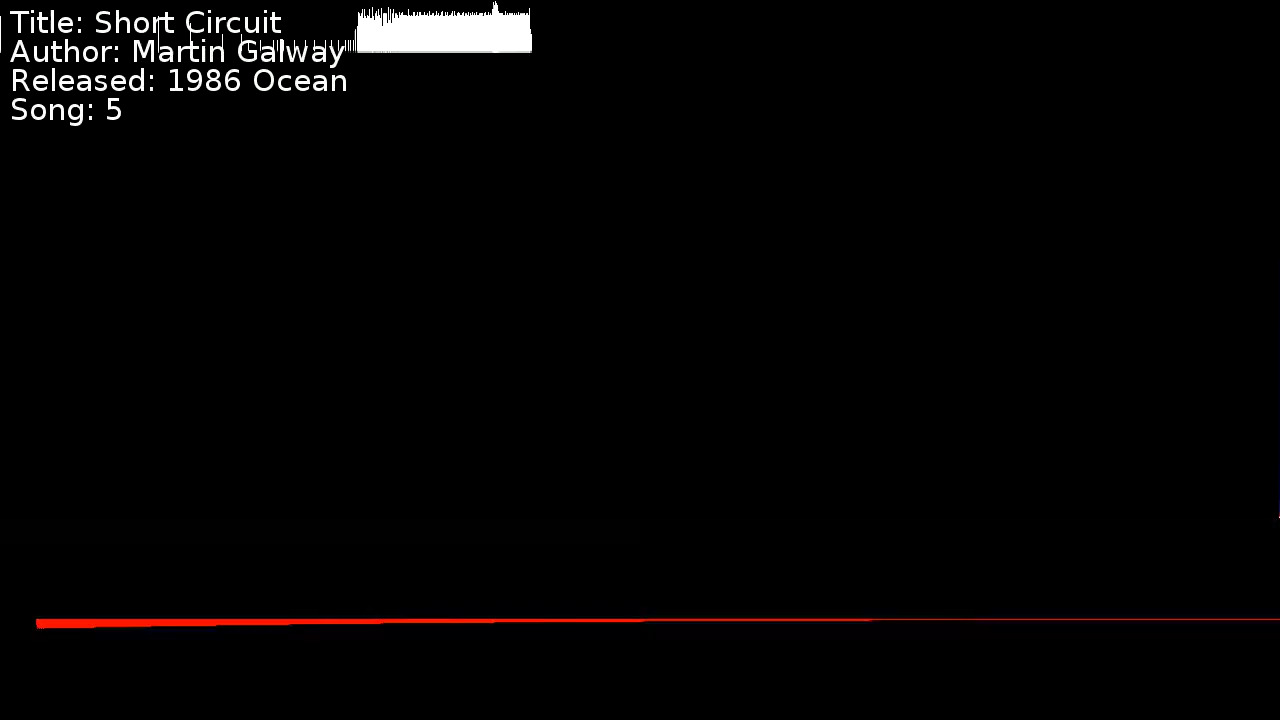 Title: Short Circuit
Author: Martin Galway
Released: 1986 Ocean
Song: 5